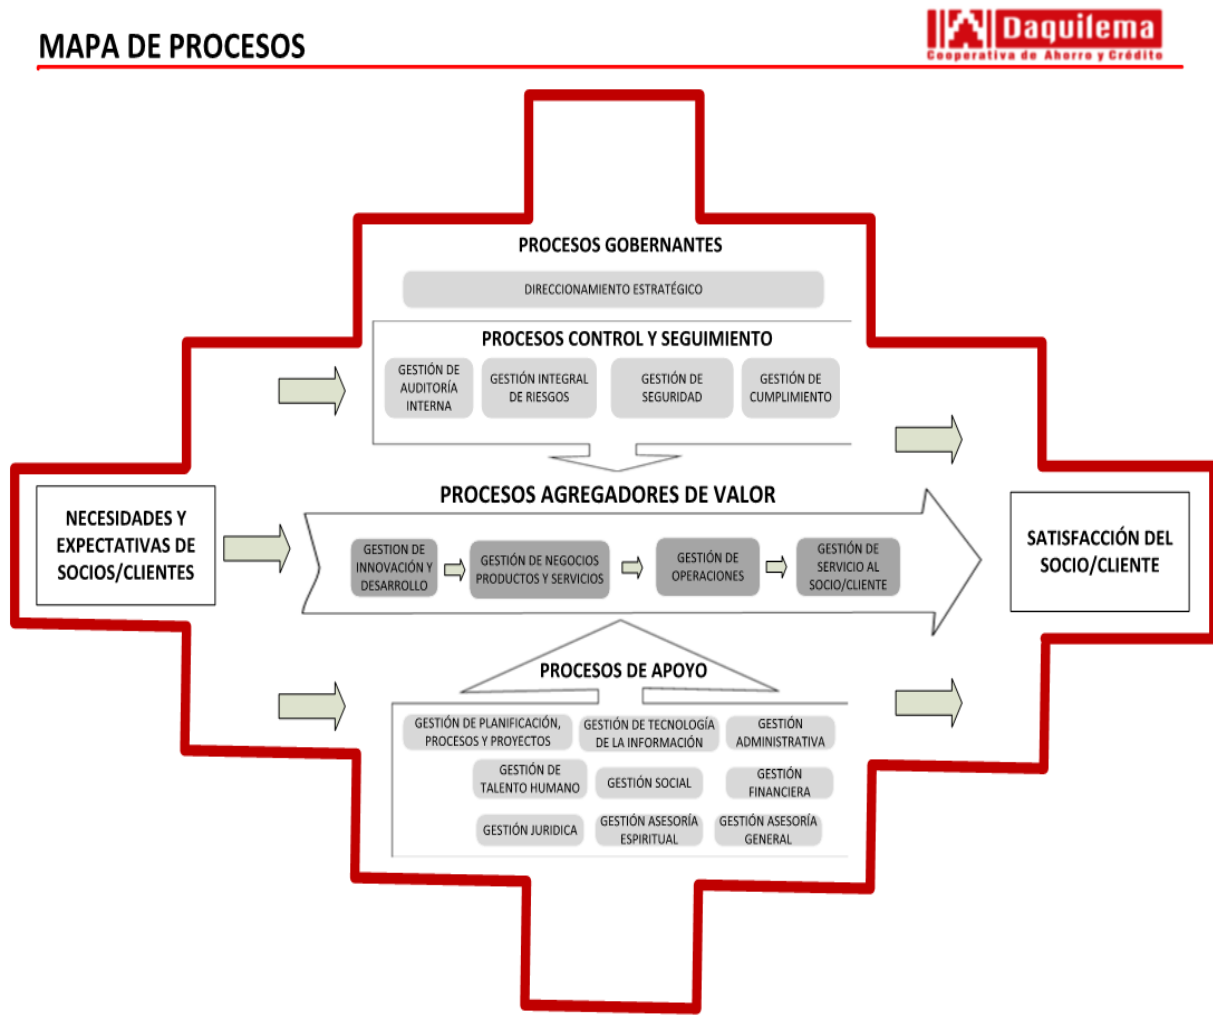 MAPA DE PROCESOS
Daquilema
Cooperativa de Ahorro y Crédito
PROCESOS GOBERNANTES
DIRECCIONAMIENTO ESTRATÉGICO
PROCESOS CONTROL Y SEGUIMIENTO
GESTIÓN DE
AUDITORÍA
INTERNA
GESTIÓN INTEGRAL
DE RIESGOS
GESTIÓN DE
SEGURIDAD
GESTIÓN DE
CUMPLIMIENTO
NECESIDADES Y
EXPECTATIVAS DE
SOCIOS/CLIENTES
PROCESOS AGREGADORES DE VALOR
GESTION DE
INNOVACIÓN Y
DESARROLLO
GESTIÓN DE NEGOCIOS
PRODUCTOS Y SERVICIOS
GESTIÓN DE
OPERACIONES
GESTIÓN DE
SERVICIO AL
SOCIO/CLIENTE
SATISFACCIÓN DEL
SOCIO/CLIENTE
PROCESOS DE APOYO
GESTIÓN DE PLANIFICACIÓN,
PROCESOS Y PROYECTOS
GESTIÓN DE TECNOLOGÍA
DE LA INFORMACIÓN
GESTIÓN
ADMINISTRATIVA
GESTIÓN DE
TALENTO HUMANO
GESTIÓN SOCIAL
GESTIÓN
FINANCIERA
GESTIÓN JURIDICA
GESTIÓN ASESORÍA
ESPIRITUAL
GESTIÓN ASESORÍA
GENERAL